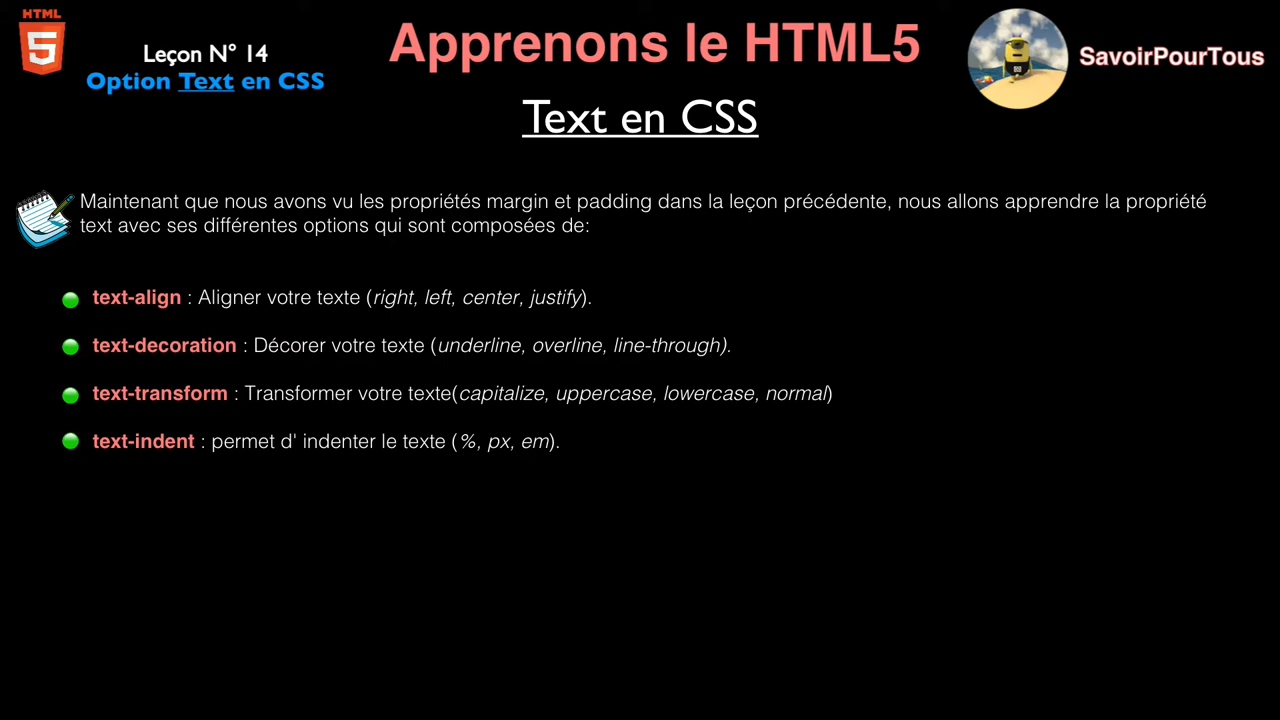 HTML
5
Leçon N° 14
Option Text en CSS
Apprenons le HTML5
SavoirPourTous
Text en CSS
Maintenant que nous avons vu les propriétés margin et padding dans la leçon précédente, nous allons apprendre la propriété
text avec ses différentes options qui sont composées de:
text-align : Aligner votre texte (right, left, center, justify).
text-decoration : Décorer votre texte (underline, overline, line-through).
text-transform : Transformer votre texte(capitalize, uppercase, lowercase, normal)
text-indent : permet d' indenter le texte (%, px, em).